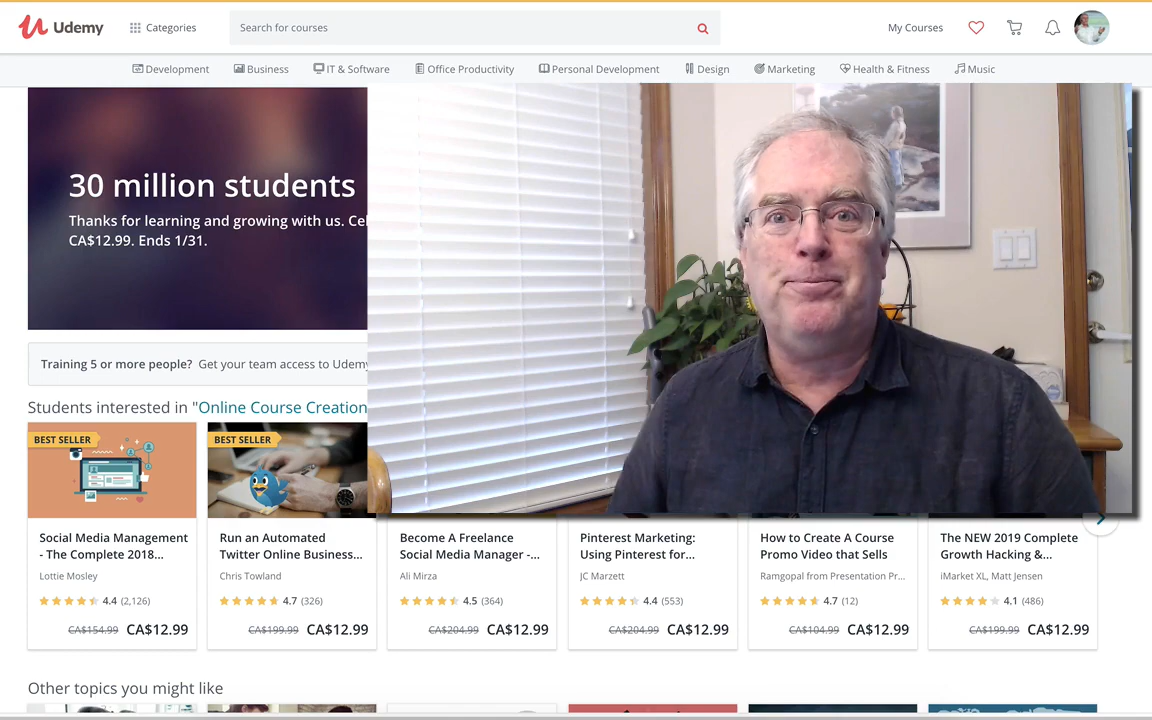 Udemy
Categories
Search for courses
My Courses
Development
Business
IT & Software
Office Productivity
Personal Development
Design
Marketing
Health & Fitness
Music
30 million students
Thanks for learning and growing with us.
CA$12.99. Ends 1/31.
Training 5 or more people? Get your team access to Udemy
Students interested in "Online Course Creation
BEST SELLER
Social Media Management
- The Complete 2018...
Lottie Mosley
4.4 (2,126)
CA$154.99 CA$12.99
BEST SELLER
Run an Automated
Twitter Online Business...
Chris Towland
4.7 (326)
CA$199.99 CA$12.99
Become A Freelance
Social Media Manager -...
Ali Mirza
4.5 (364)
CA$204.99 CA$12.99
Pinterest Marketing:
Using Pinterest for...
JC Marzett
4.4 (553)
CA$204.99 CA$12.99
How to Create A Course
Promo Video that Sells
Ramgopal from Presentation Pr...
4.7 (12)
CA$104.99 CA$12.99
The NEW 2019 Complete
Growth Hacking &...
iMarket XL, Matt Jensen
4.1 (486)
CA$199.99 CA$12.99
Other topics you might like